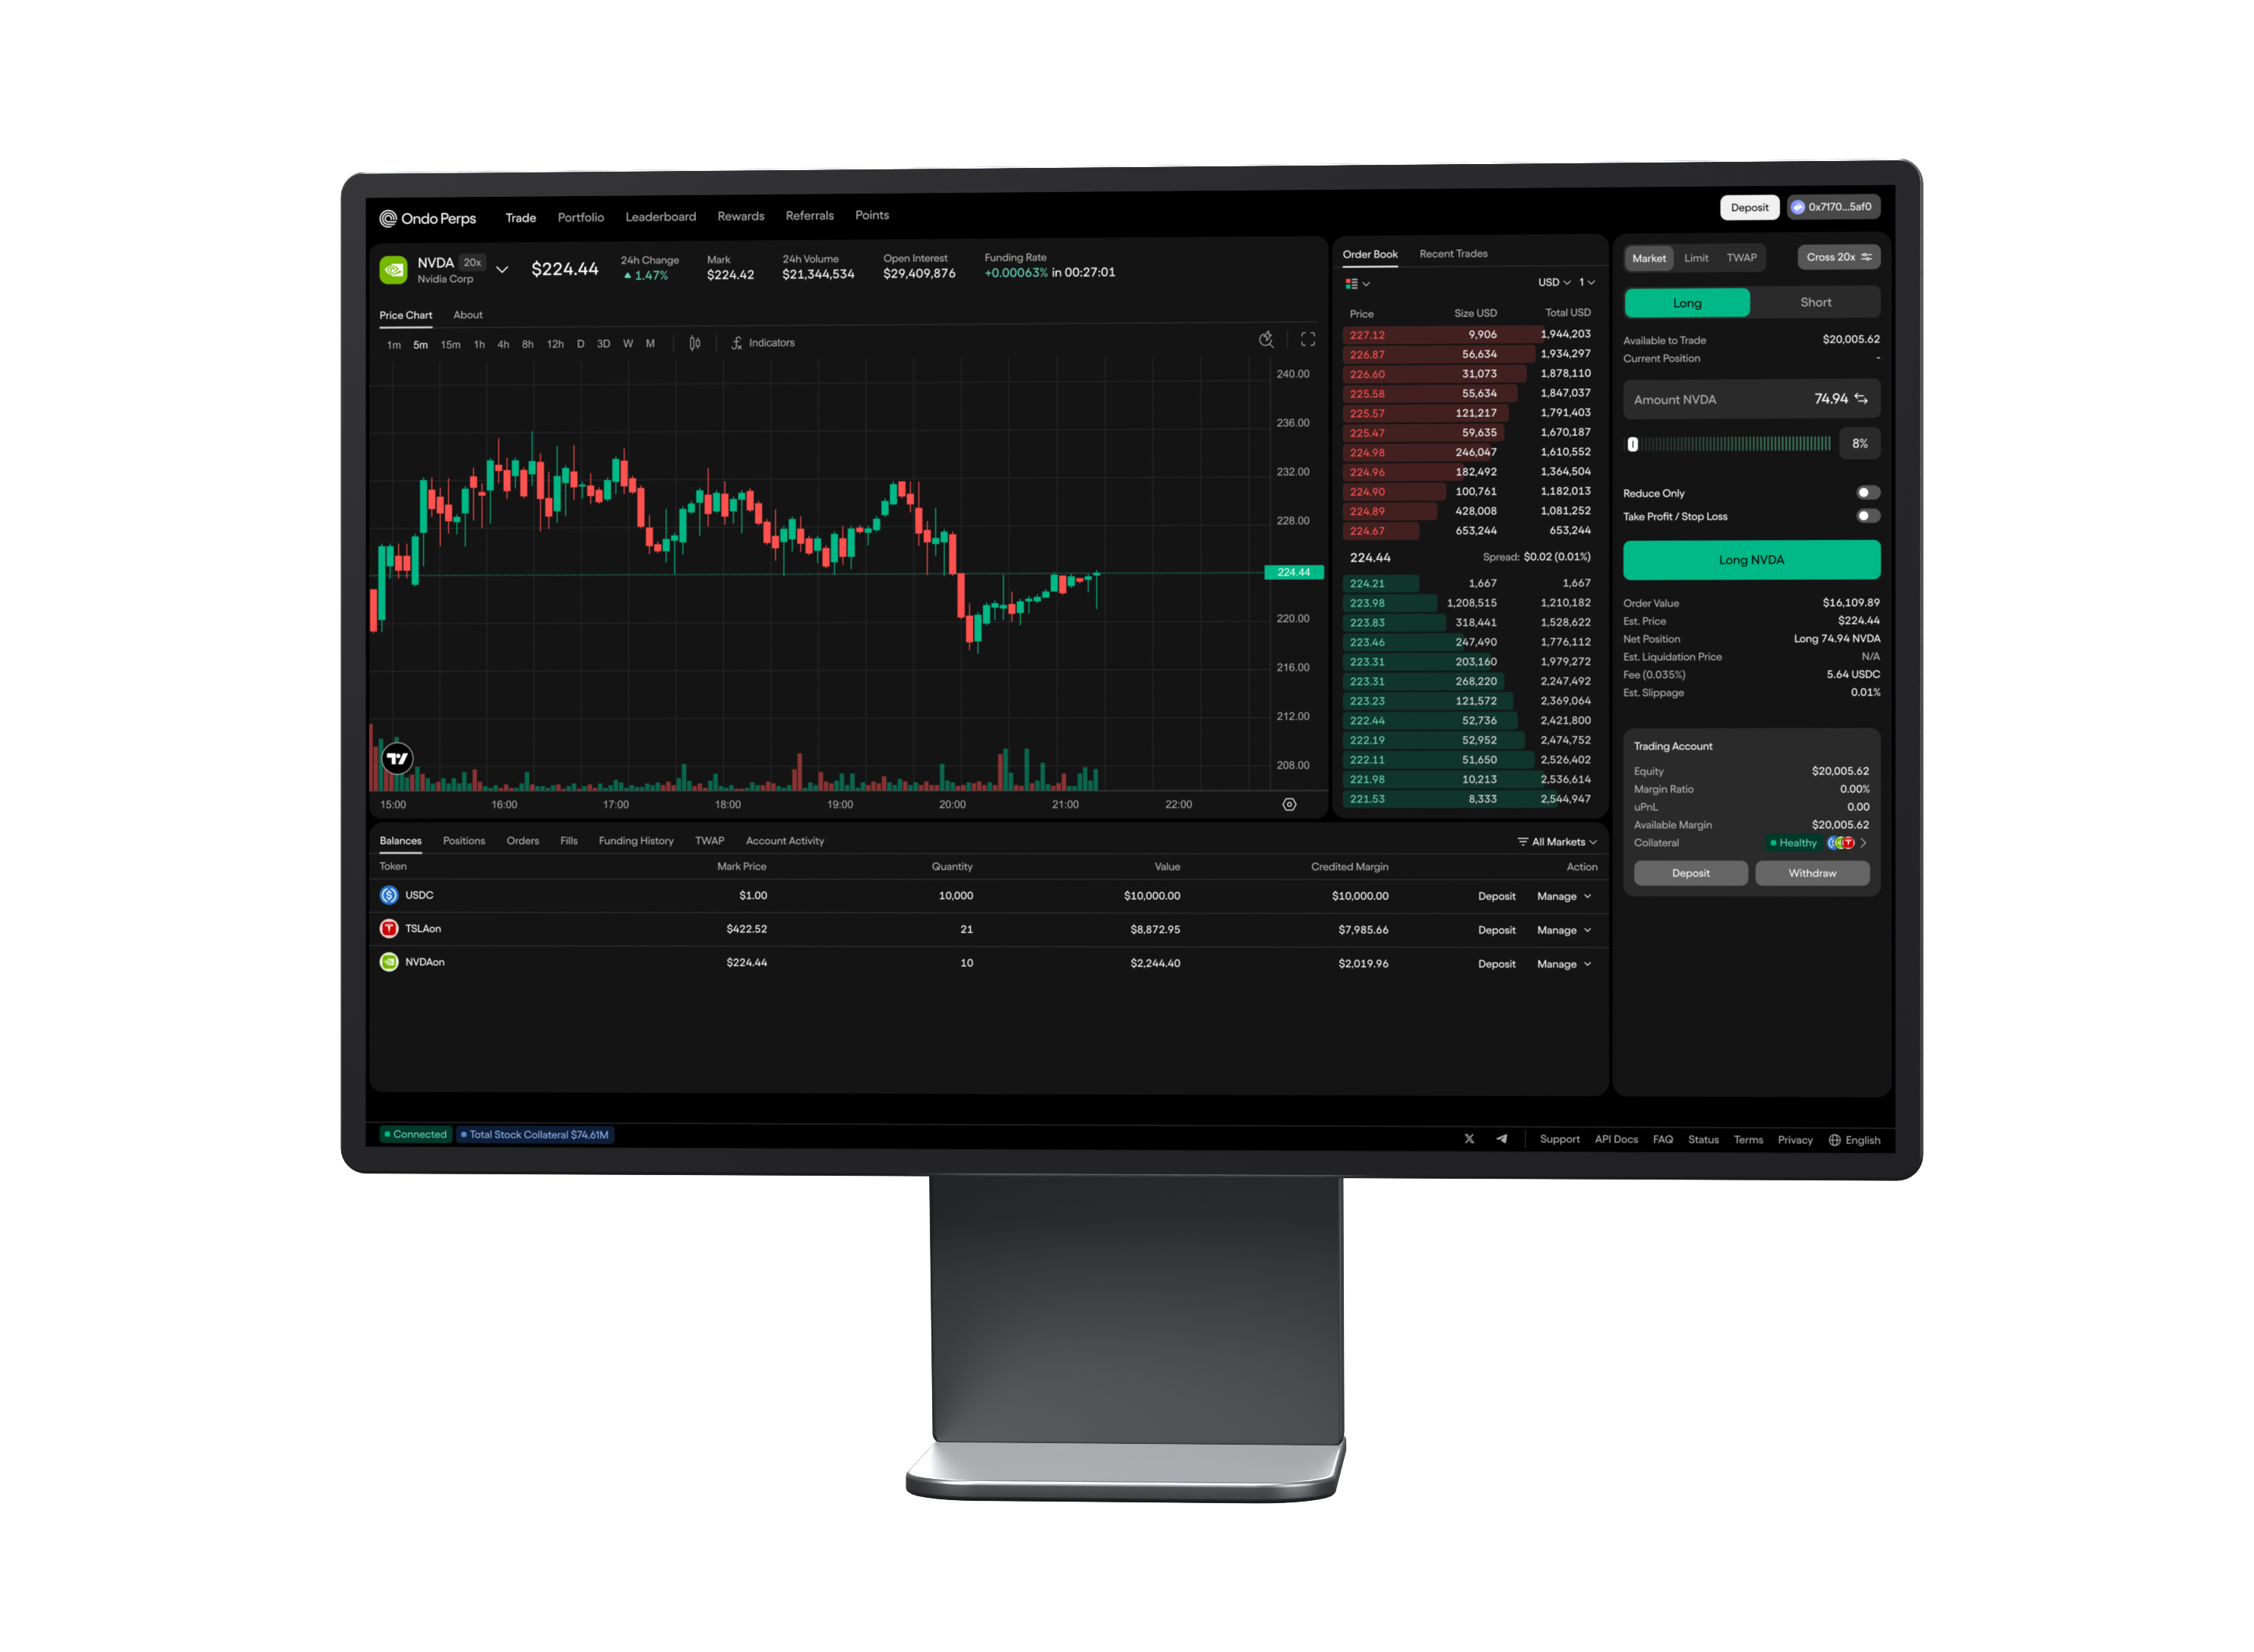 Ondo Perps Trade Portfolio Leaderboard Rewards Referrals Points Deposit 0x7170...5af0
NVDA 20x
Nvidia Corp
$224.44
24h Change
1.47%
Mark
$224.42
24h Volume
$21,344,534
Open Interest
$29,409,876
Funding Rate
+0.00063% in 00:27:01
Price Chart About
1m 5m 15m 1h 4h 8h 12h D 3D W M Indicators
240.00
236.00
232.00
228.00
224.44
220.00
216.00
212.00
208.00
15:00 16:00 17:00 18:00 19:00 20:00 21:00 22:00
Order Book Recent Trades
USD 1
Price Size USD Total USD
227.12 9,906 1,944,203
226.87 56,634 1,934,297
226.60 31,073 1,878,110
225.58 55,634 1,847,037
225.57 121,217 1,791,403
225.47 59,635 1,670,187
224.98 246,047 1,610,552
224.96 182,492 1,364,504
224.90 100,761 1,182,013
224.89 428,008 1,081,252
224.67 653,244 653,244
224.44 Spread: $0.02 (0.01%)
224.21 1,667 1,667
223.98 1,208,515 1,210,182
223.83 318,441 1,528,622
223.46 247,490 1,776,112
223.31 203,160 1,979,272
223.31 268,220 2,247,492
223.23 121,572 2,369,064
222.44 52,736 2,421,800
222.19 52,952 2,474,752
222.11 51,650 2,526,402
221.98 10,213 2,536,614
221.53 8,333 2,544,947
Market Limit TWAP Cross 20x
Long Short
Available to Trade $20,005.62
Current Position -
Amount NVDA 74.94
8%
Reduce Only
Take Profit / Stop Loss
Long NVDA
Order Value $16,109.89
Est. Price $224.44
Net Position Long 74.94 NVDA
Est. Liquidation Price N/A
Fee (0.035%) 5.64 USDC
Est. Slippage 0.01%
Trading Account
Equity $20,005.62
Margin Ratio 0.00%
uPnL 0.00
Available Margin $20,005.62
Collateral Healthy
Deposit Withdraw
Balances Positions Orders Fills Funding History TWAP Account Activity All Markets
Token Mark Price Quantity Value Credited Margin Action
USDC $1.00 10,000 $10,000.00 $10,000.00 Deposit Manage
TSLAon $422.52 21 $8,872.95 $7,985.66 Deposit Manage
NVDAon $224.44 10 $2,244.40 $2,019.96 Deposit Manage
Connected Total Stock Collateral $74.61M Support API Docs FAQ Status Terms Privacy English